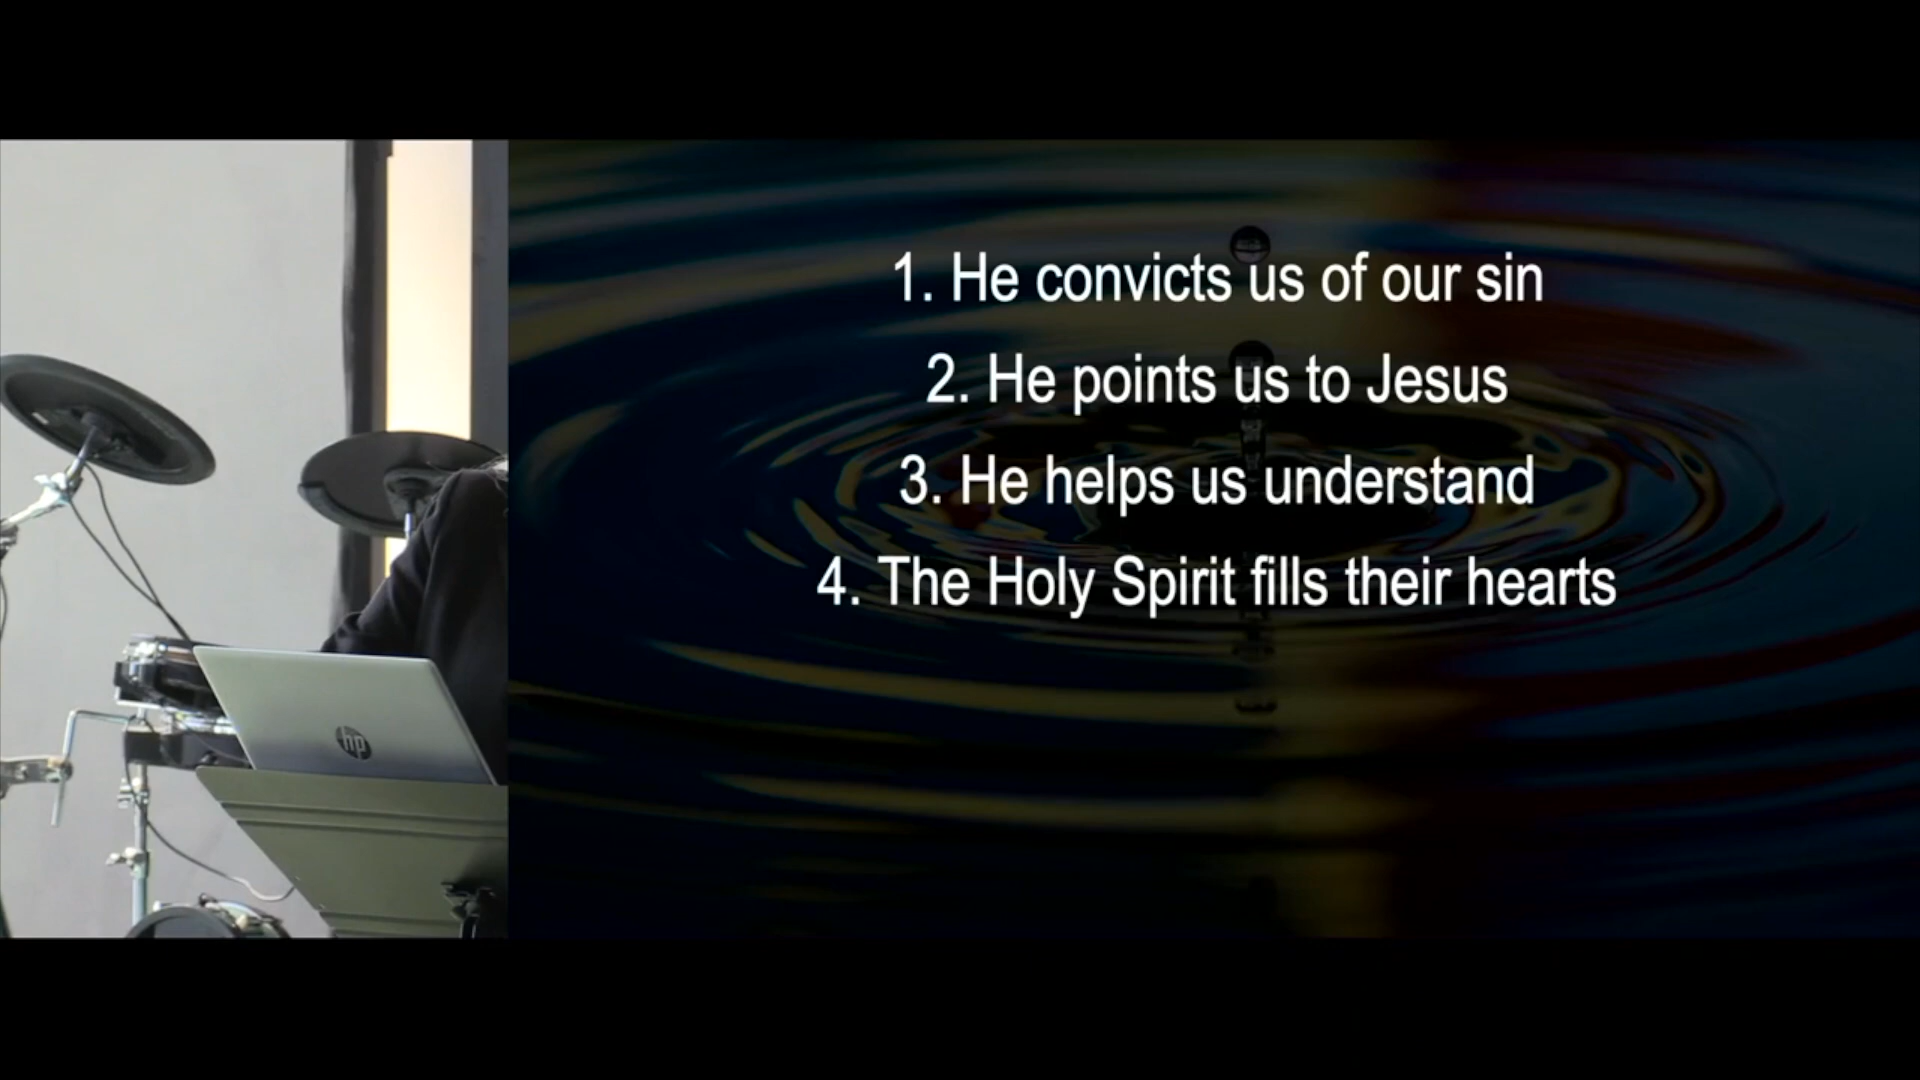 1. He convicts us of our sin
2. He points us to Jesus
3. He helps us understand
4. The Holy Spirit fills their hearts
hp